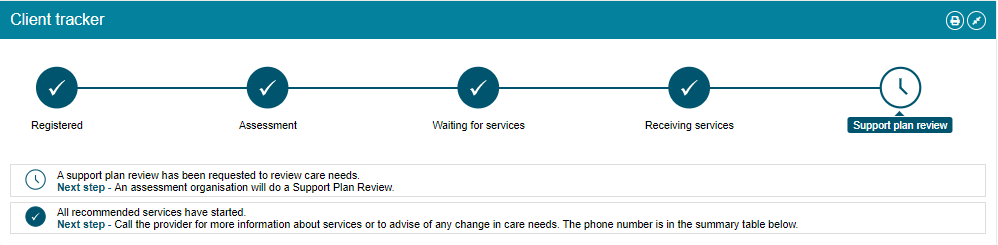 Client tracker
Registered
Assessment
Waiting for services
Receiving services
Support plan review
A support plan review has been requested to review care needs.
Next step - An assessment organisation will do a Support Plan Review.
All recommended services have started.
Next step - Call the provider for more information about services or to advise of any change in care needs. The phone number is in the summary table below.